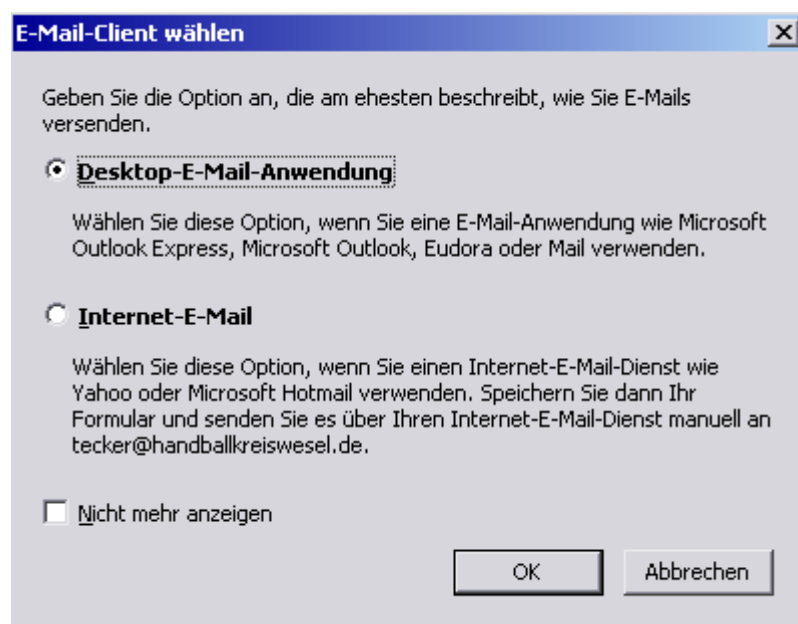 E-Mail-Client wählen
Geben Sie die Option an, die am ehesten beschreibt, wie Sie E-Mails
versenden.
Desktop-E-Mail-Anwendung
Wählen Sie diese Option, wenn Sie eine E-Mail-Anwendung wie Microsoft
Outlook Express, Microsoft Outlook, Eudora oder Mail verwenden.
Internet-E-Mail
Wählen Sie diese Option, wenn Sie einen Internet-E-Mail-Dienst wie
Yahoo oder Microsoft Hotmail verwenden. Speichern Sie dann Ihr
Formular und senden Sie es über Ihren Internet-E-Mail-Dienst manuell an
tecker@handballkreiswesel.de.
Nicht mehr anzeigen
OK
Abbrechen